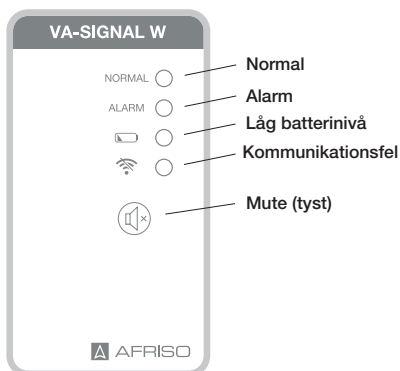 VA-SIGNAL W
NORMAL Normal
ALARM Alarm
Låg batterinivå
Kommunikationsfel
Mute (tyst)
AFRISO